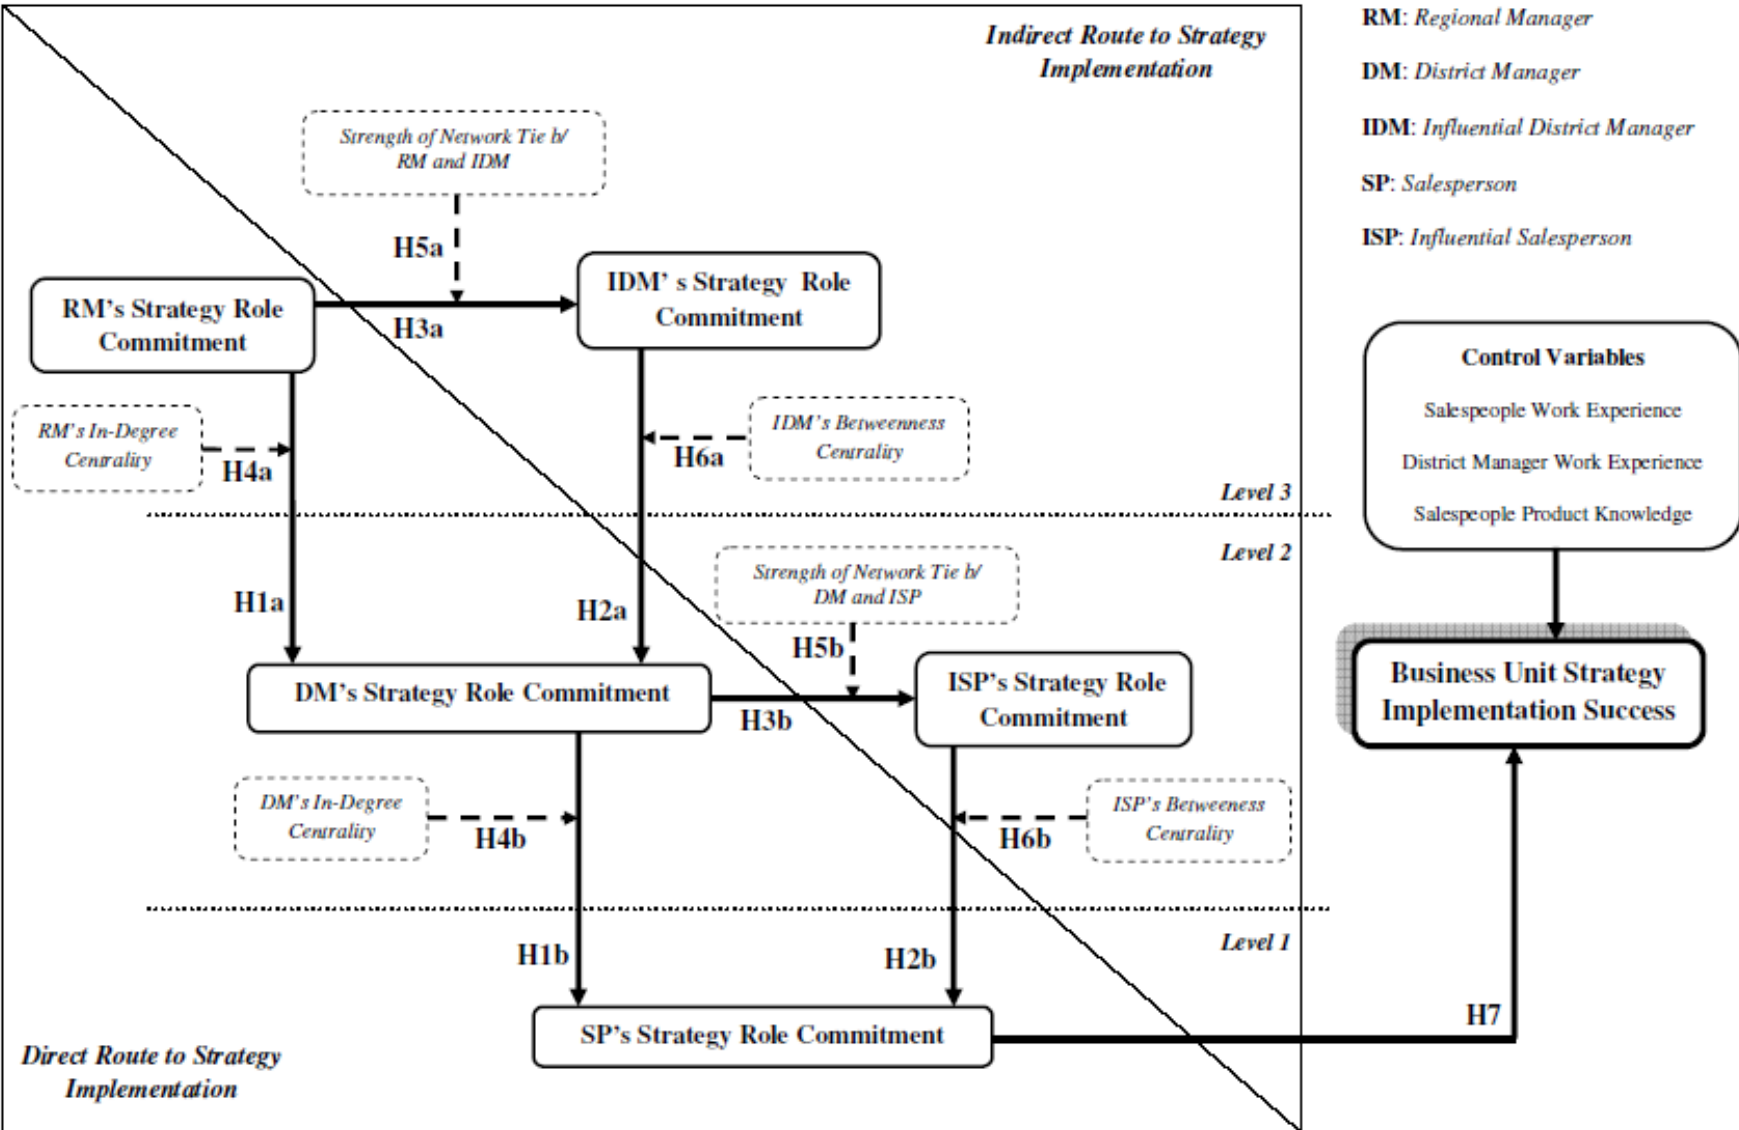 Indirect Route to Strategy
Implementation
RM: Regional Manager
DM: District Manager
IDM: Influential District Manager
SP: Salesperson
ISP: Influential Salesperson
Strength of Network Tie b/
RM and IDM
H5a
RM's Strategy Role
Commitment
H3a
IDM' s Strategy Role
Commitment
Control Variables
Salespeople Work Experience
District Manager Work Experience
Salespeople Product Knowledge
RM's In-Degree
Centrality
H4a
IDM's Betweenness
Centrality
H6a
Level 3
Level 2
Strength of Network Tie b/
DM and ISP
H1a
H2a
H5b
DM's Strategy Role Commitment
H3b
ISP's Strategy Role
Commitment
Business Unit Strategy
Implementation Success
DM's In-Degree
Centrality
H4b
ISP's Betweeness
Centrality
H6b
Level 1
H1b
H2b
SP's Strategy Role Commitment
H7
Direct Route to Strategy
Implementation